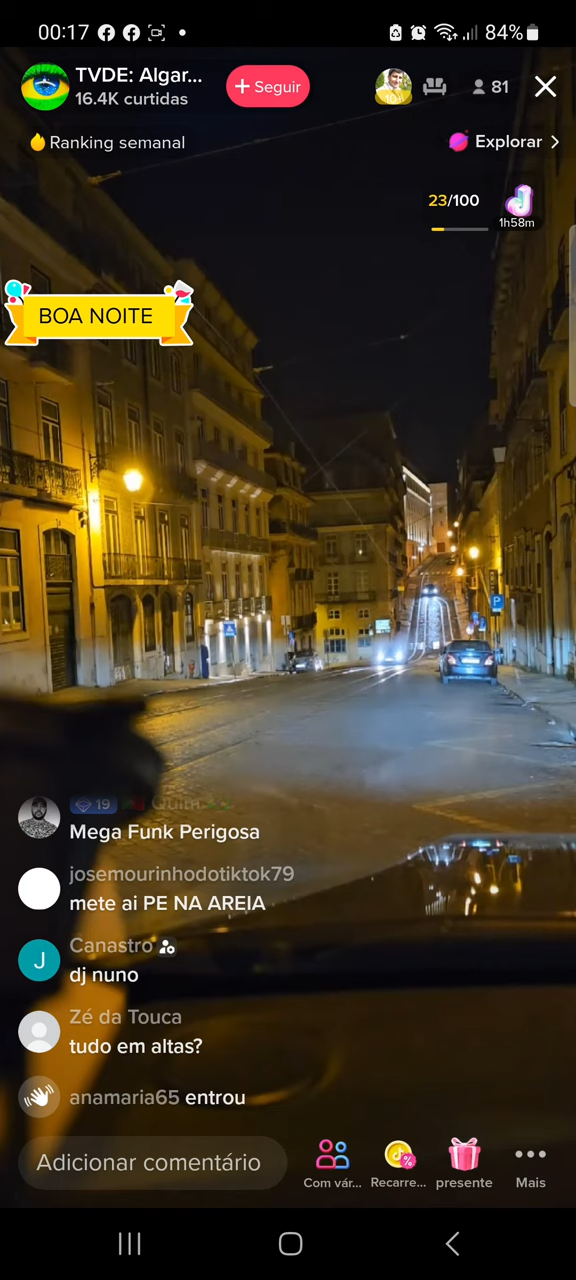 00:17
84%
TVDE: Algar...
16.4K curtidas
+ Seguir
81
Ranking semanal
Explorar
23/100
1h58m
BOA NOITE
P
19
Mega Funk Perigosa
josemourinhodotiktok79
mete ai PE NA AREIA
J
Canastro
dj nuno
Zé da Touca
tudo em altas?
anamaria65 entrou
Adicionar comentário
Com vár...
Recarre...
presente
Mais